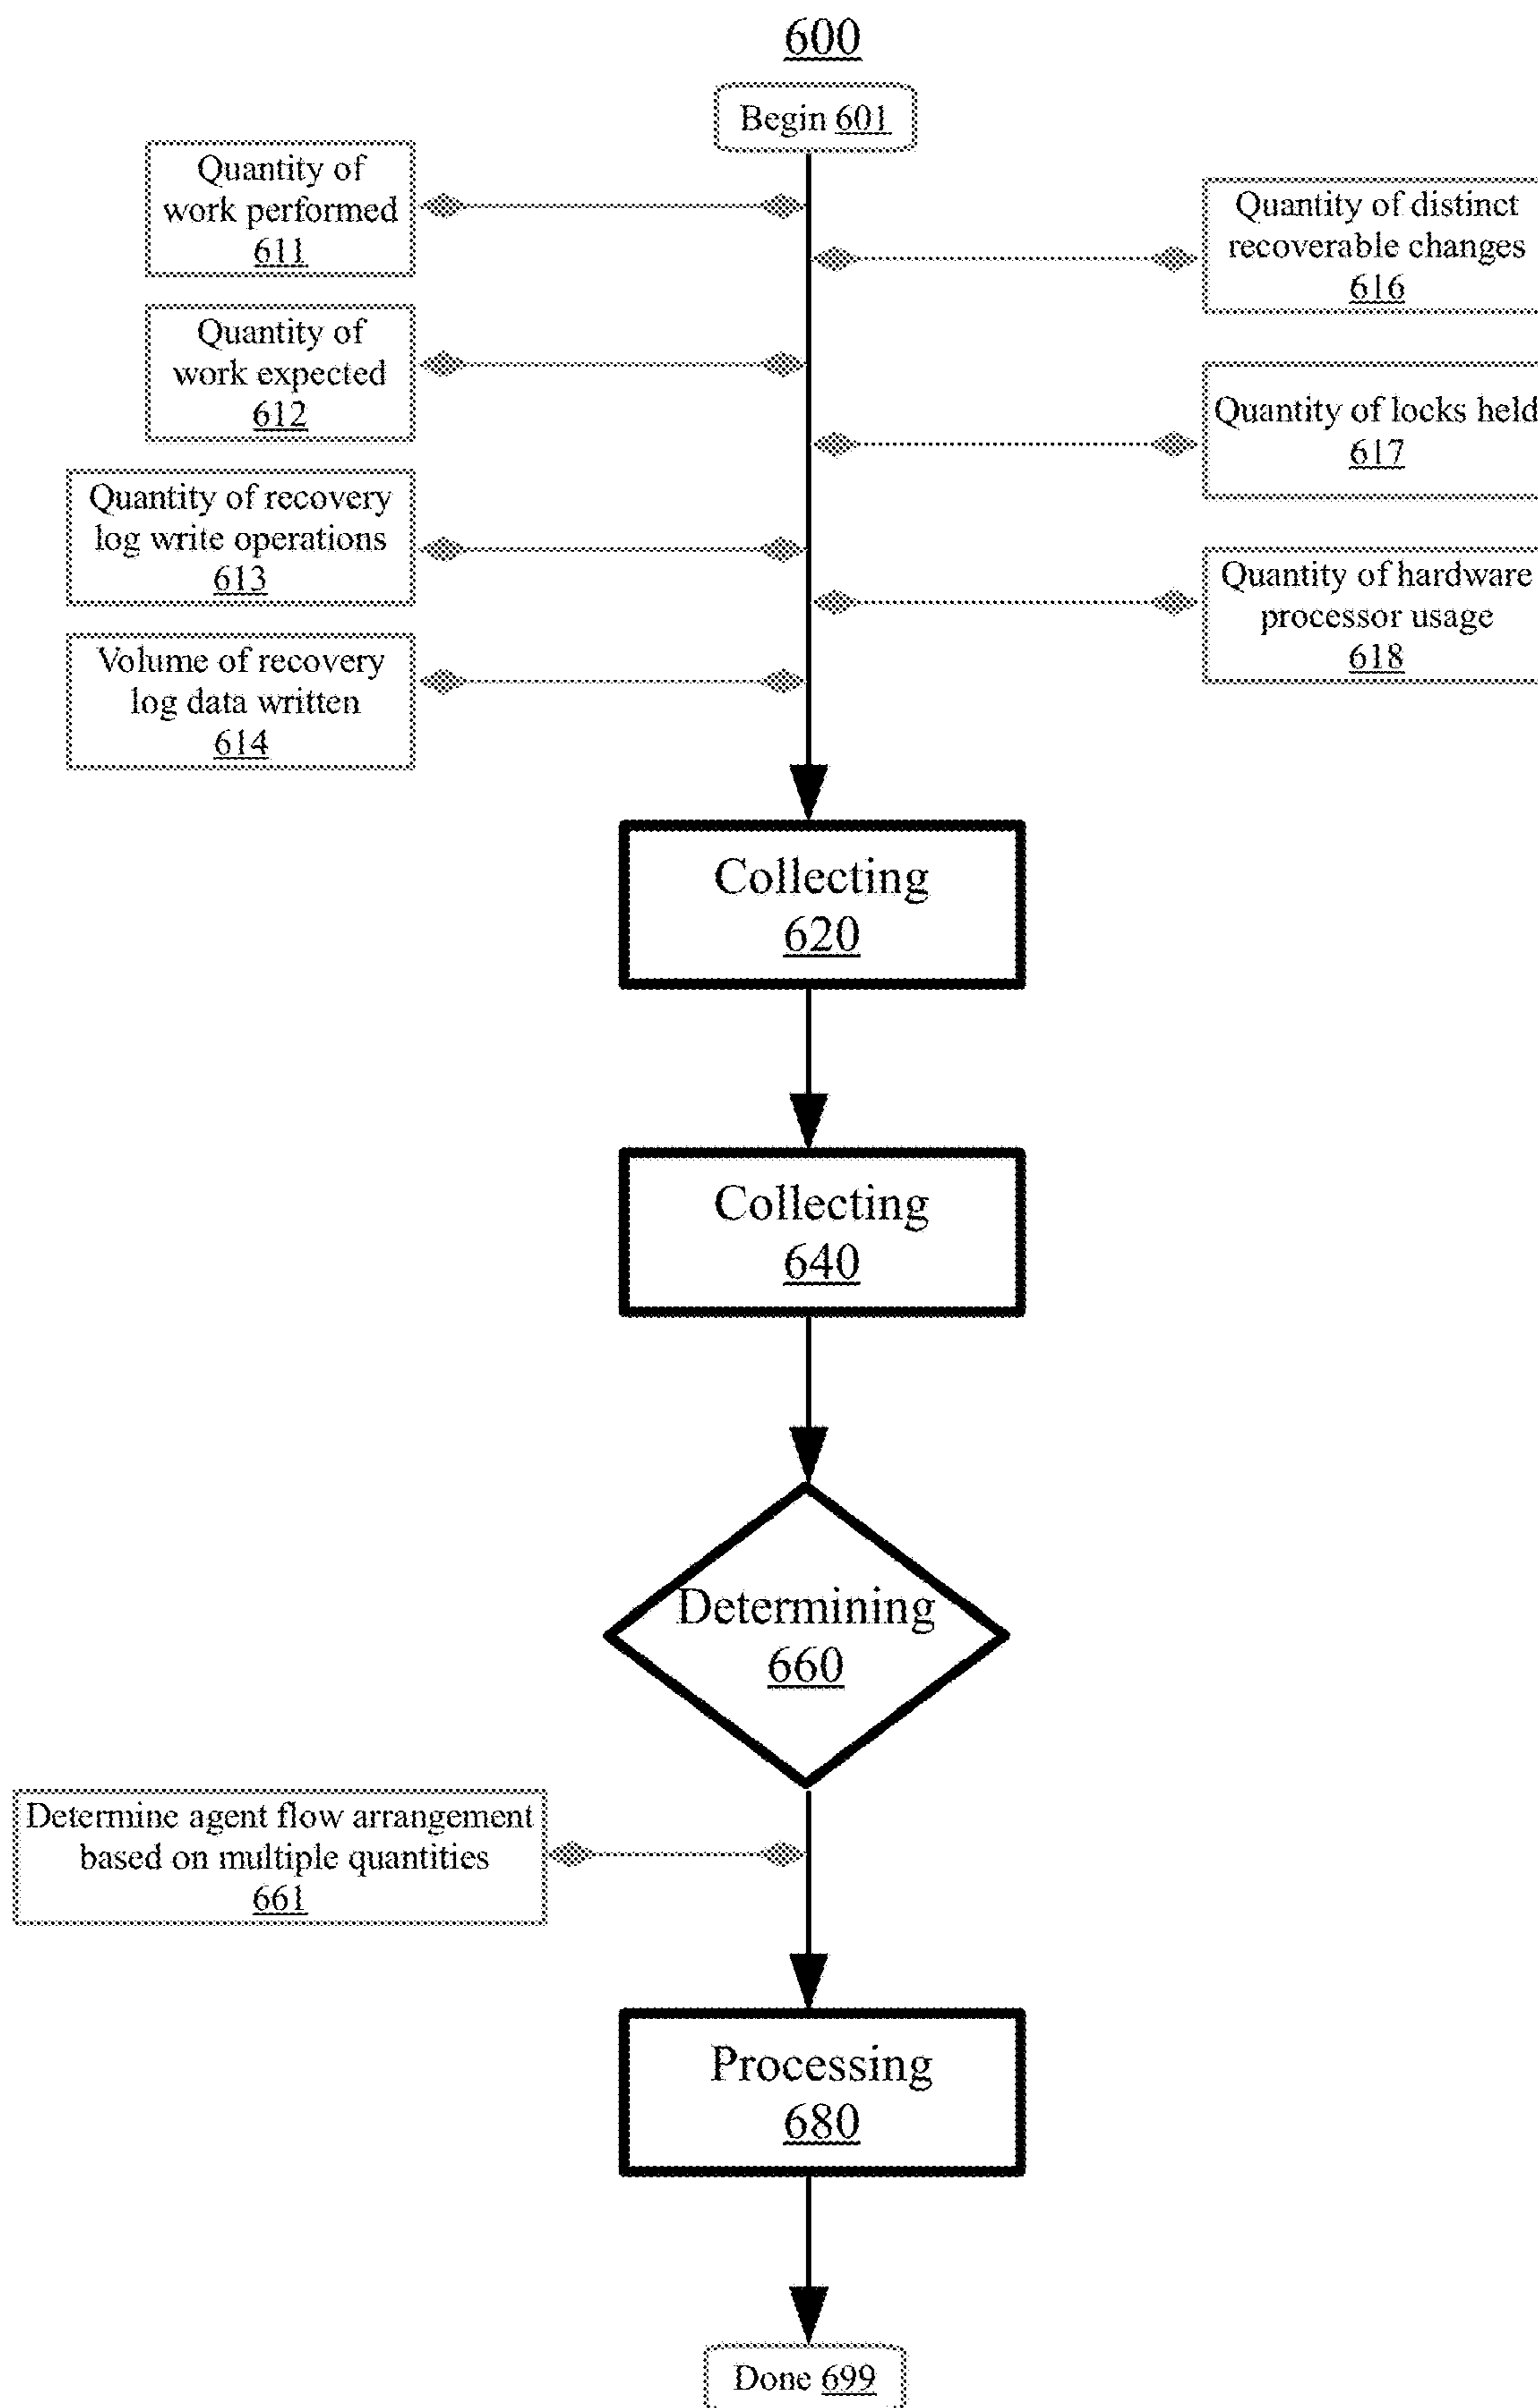 600
Begin 601
Quantity of
work performed
611
Quantity of distinct
recoverable changes
616
Quantity of
work expected
612
Quantity of locks held
617
Quantity of recovery
log write operations
613
Quantity of hardware
processor usage
618
Volume of recovery
log data written
614
Collecting
620
Collecting
640
Determining
660
Determine agent flow arrangement
based on multiple quantities
661
Processing
680
Done 699